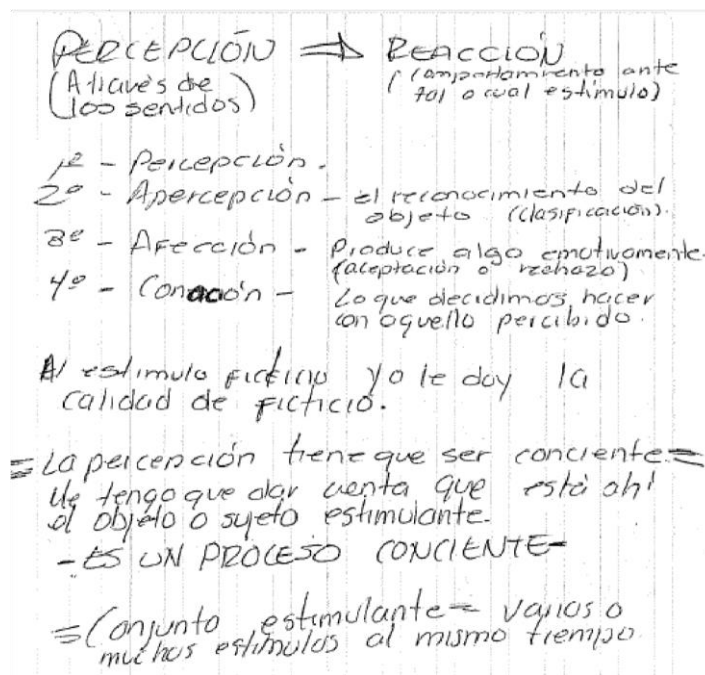 PERCEPCIÓN ⇒ REACCIÓN
(A través de (comportamiento ante
los sentidos) tal o cual estímulo)
1º - Percepción.
2º - Apercepción - el reconocimiento del
objeto (clasificación).
3º - Afección - Produce algo emotivamente.
(aceptación o rechazo)
4º - Conación - Lo que decidimos hacer
con aquello percibido.
Al estimulo ficticio yo le doy la
calidad de ficticio.
= La percepción tiene que ser conciente =
Me tengo que dar cuenta que está ahí
el objeto o sujeto estimulante.
- ES UN PROCESO CONCIENTE -
= Conjunto estimulante = varios o
muchos estímulos al mismo tiempo.